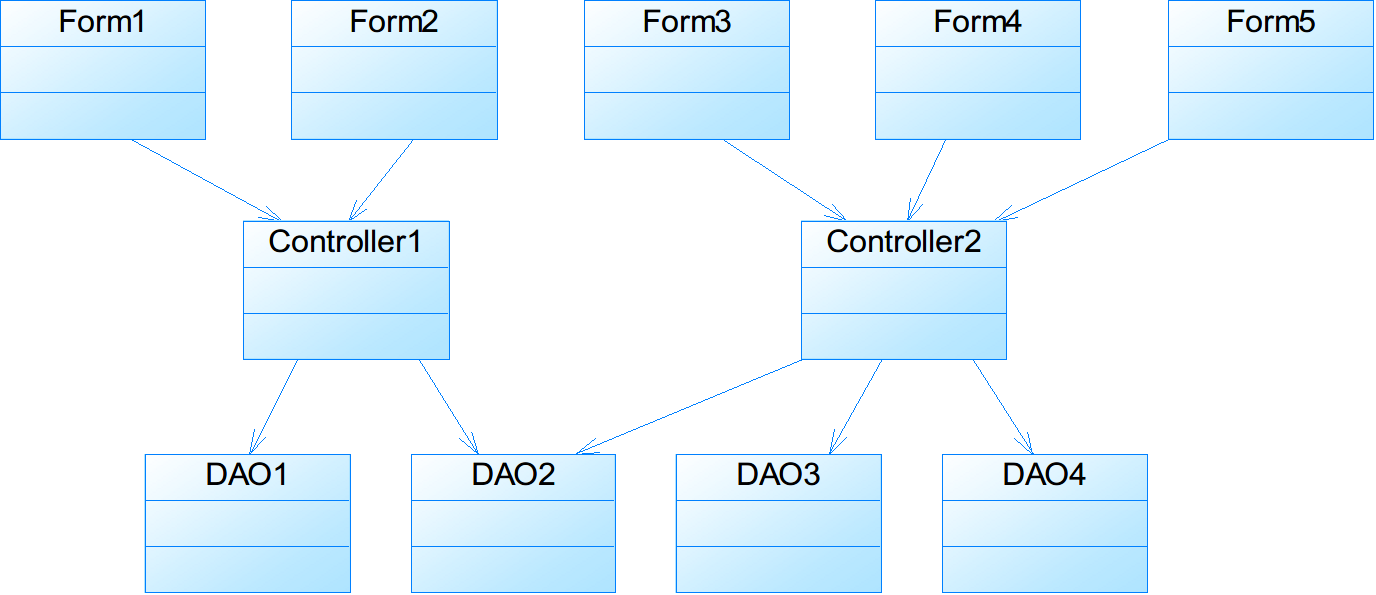 Form1
Form2
Form3
Form4
Form5
Controller1
Controller2
DAO1
DAO2
DAO3
DAO4